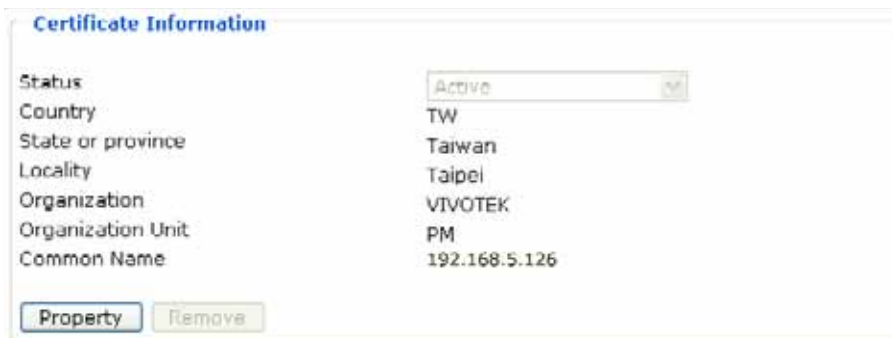 Certificate Information
Status Active
Country TW
State or province Taiwan
Locality Taipei
Organization VIVOTEK
Organization Unit PM
Common Name 192.168.5.126
Property Remove